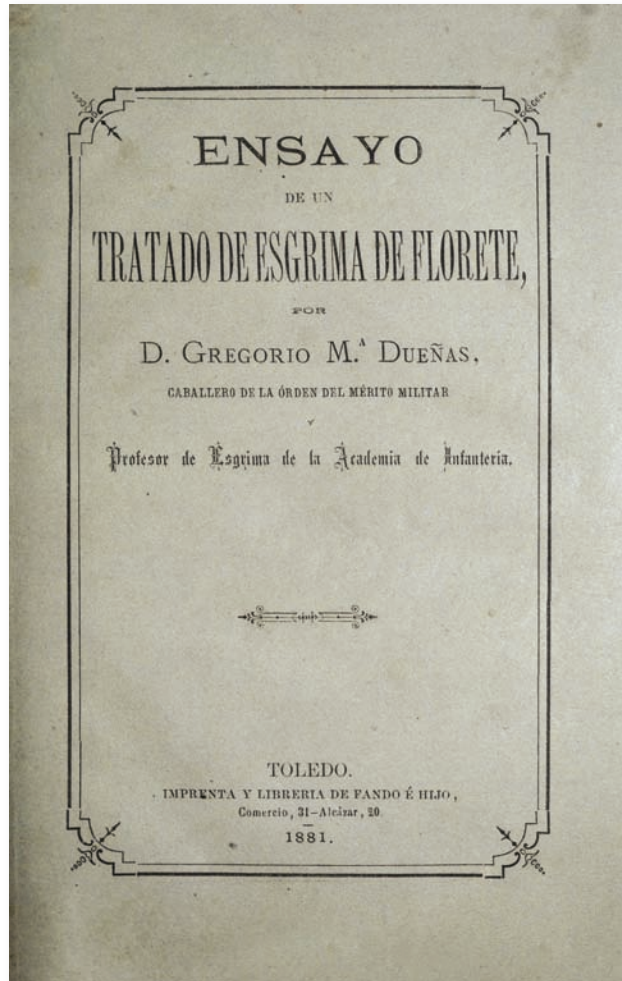 ENSAYO
DE UN
TRATADO DE ESGRIMA DE FLORETE,
POR
D. GREGORIO M.ª DUEÑAS,
CABALLERO DE LA ÓRDEN DEL MÉRITO MILITAR
Y
Profesor de Esgrima de la Academia de Infantería.
TOLEDO.
IMPRENTA Y LIBRERIA DE FANDO É HIJO,
Comercio, 31–Alcázar, 20
1881.